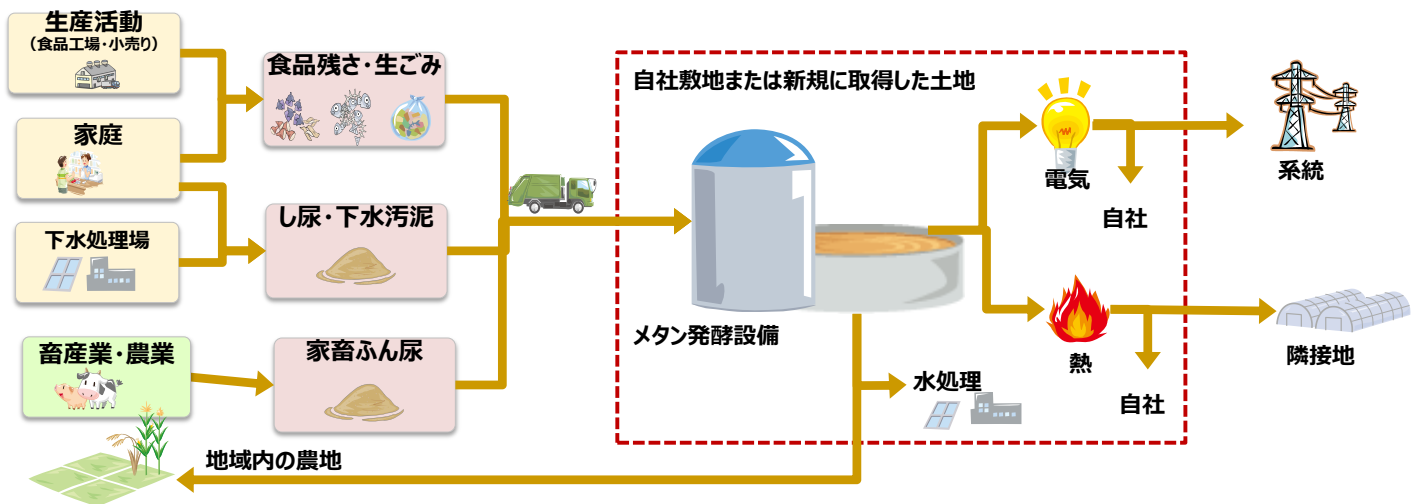 生産活動
（食品工場・小売り）
家庭
下水処理場
畜産業・農業
食品残さ・生ごみ
し尿・下水汚泥
家畜ふん尿
地域内の農地
自社敷地または新規に取得した土地
メタン発酵設備
水処理
電気
自社
熱
自社
系統
隣接地